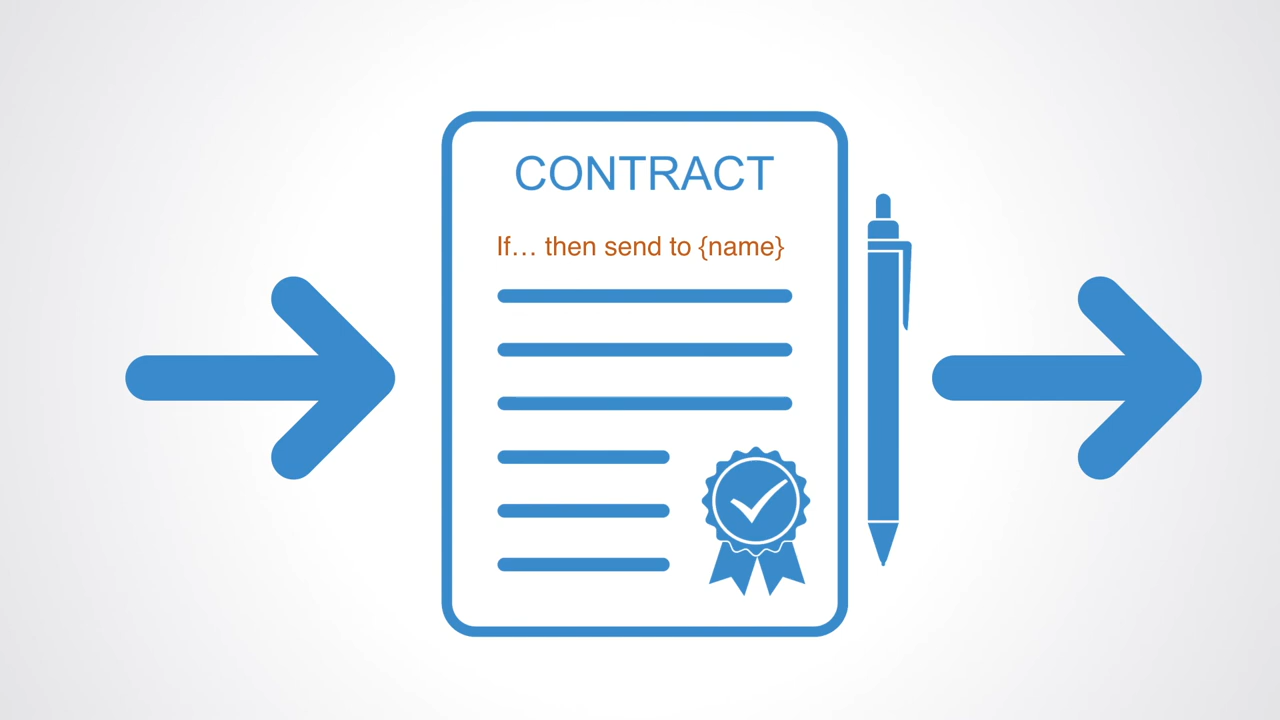 CONTRACT
If... then send to {name}